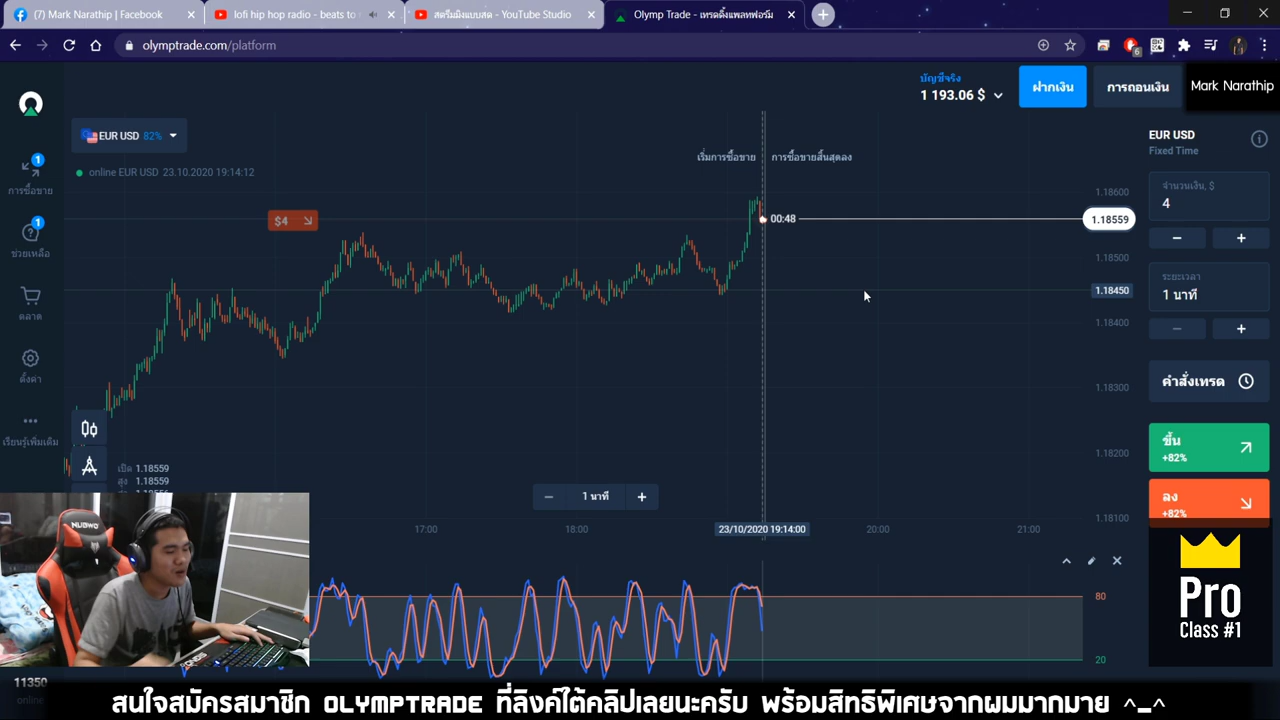 (7) Mark Narathip | Facebook
lofi hip hop radio - beats to
สตรีมมิงแบบสด - YouTube Studio
Olymp Trade - เทรดดิ้งแพลทฟอร์ม
olymptrade.com/platform
6
บัญชีจริง
1 193.06 $
ฝากเงิน
การถอนเงิน
Mark Narathip
EUR USD 82%
online EUR USD 23.10.2020 19:14:12
1
การซื้อขาย
1
ช่วยเหลือ
ตลาด
ตั้งค่า
เรียนรู้เพิ่มเติม
เริ่มการซื้อขาย
การซื้อขายสิ้นสุดลง
$4
00:48
1.18600
1.18559
1.18500
1.18450
1.18400
1.18300
1.18200
1.18100
เปิด 1.18559
สูง 1.18559
1 นาที
17:00
18:00
23/10/2020 19:14:00
20:00
21:00
80
20
EUR USD
Fixed Time
จำนวนเงิน, $
4
ระยะเวลา
1 นาที
คำสั่งเทรด
ขึ้น
+82%
ลง
+82%
Pro
Class #1
NUBWO
11350
online
สนใจสมัครสมาชิก OLYMPTRADE ที่ลิงค์ใต้คลิปเลยนะครับ พร้อมสิทธิพิเศษจากผมมากมาย ^_^